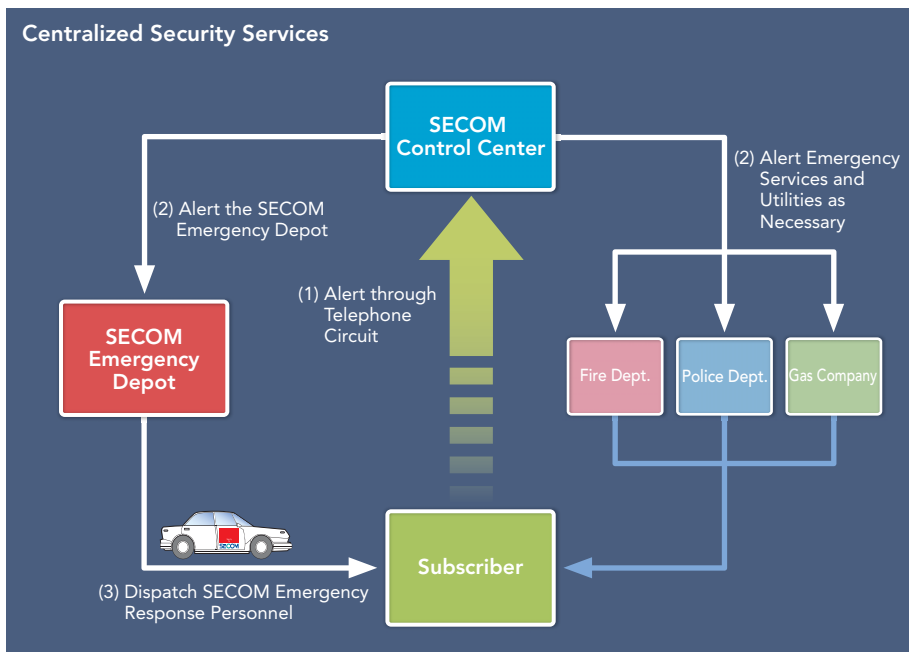 Centralized Security Services
SECOM
Control Center
(2) Alert Emergency
Services and
Utilities as
Necessary
(2) Alert the SECOM
Emergency Depot
(1) Alert through
Telephone
Circuit
SECOM
Emergency
Depot
Fire Dept.
Police Dept.
Gas Company
SECOM
Subscriber
(3) Dispatch SECOM Emergency
Response Personnel